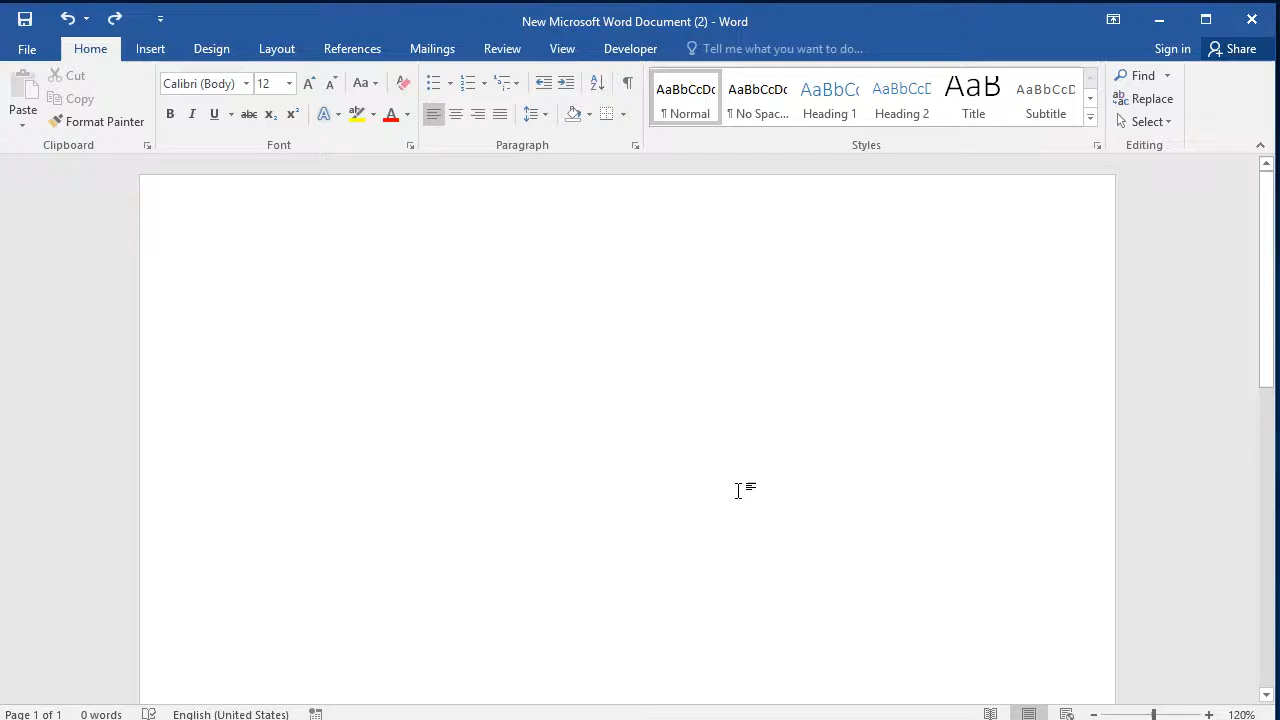 New Microsoft Word Document (2) - Word
File Home Insert Design Layout References Mailings Review View Developer Tell me what you want to do... Sign in Share
Paste
Cut
Copy
Format Painter
Clipboard
Calibri (Body) 12
Font
Paragraph
AaBbCcDc AaBbCcDc AaBbCc AaBbCcD AaB AaBbCcD
¶ Normal ¶ No Spac... Heading 1 Heading 2 Title Subtitle
Styles
Find
Replace
Select
Editing
Page 1 of 1 0 words English (United States) 120%